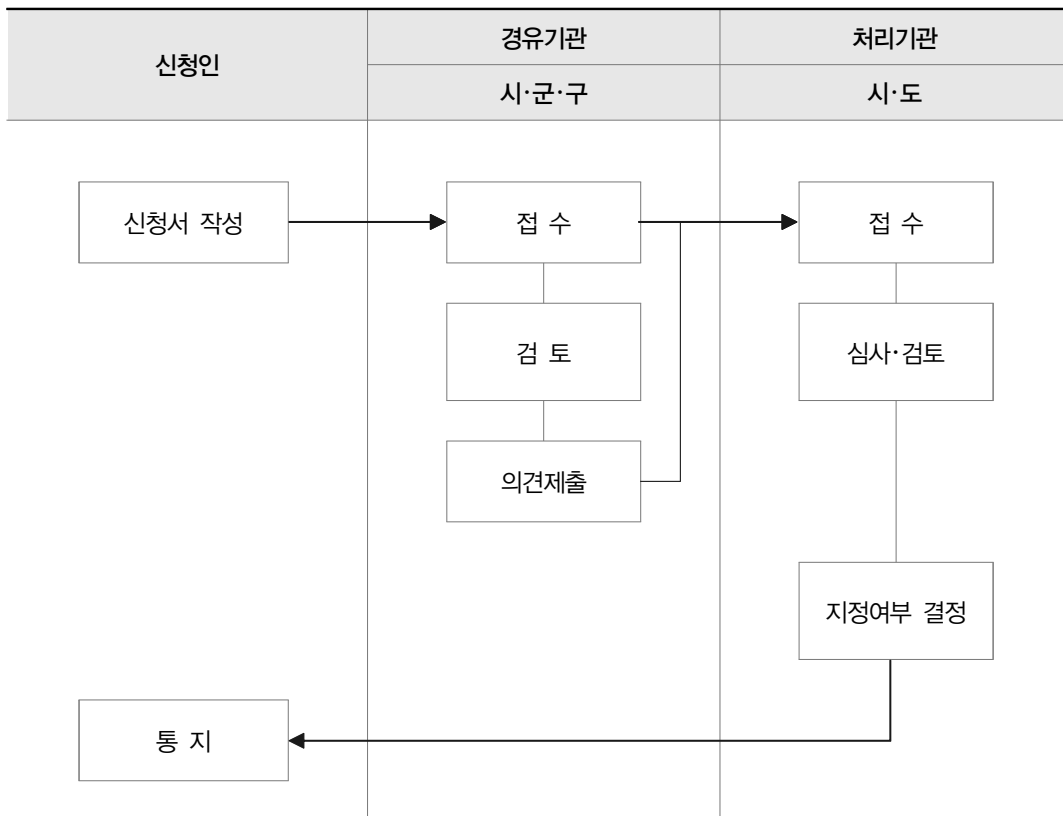 신청인
경유기관
처리기관
시·군·구
시·도
신청서 작성
접 수
접 수
검 토
심사·검토
의견제출
지정여부 결정
통 지